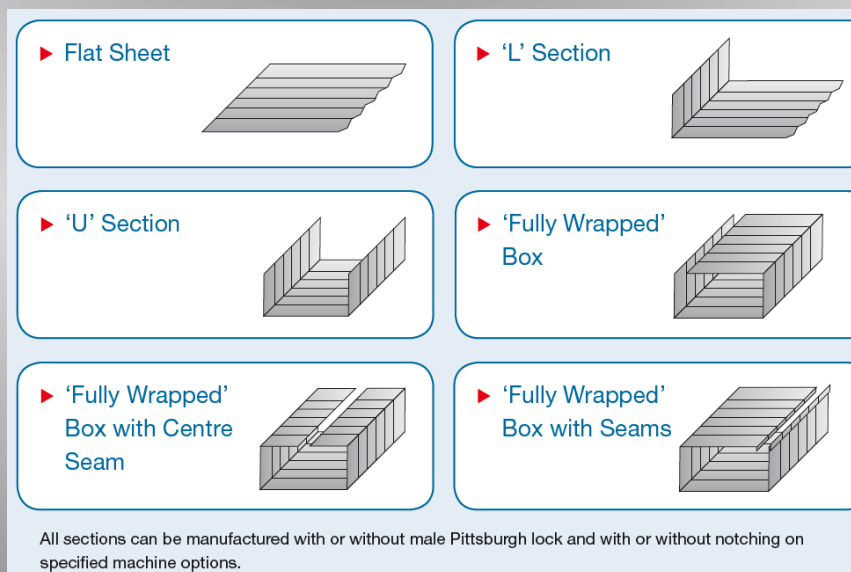 Flat Sheet
‘L’ Section
‘U’ Section
‘Fully Wrapped’
Box
‘Fully Wrapped’
Box with Centre
Seam
‘Fully Wrapped’
Box with Seams
All sections can be manufactured with or without male Pittsburgh lock and with or without notching on
specified machine options.